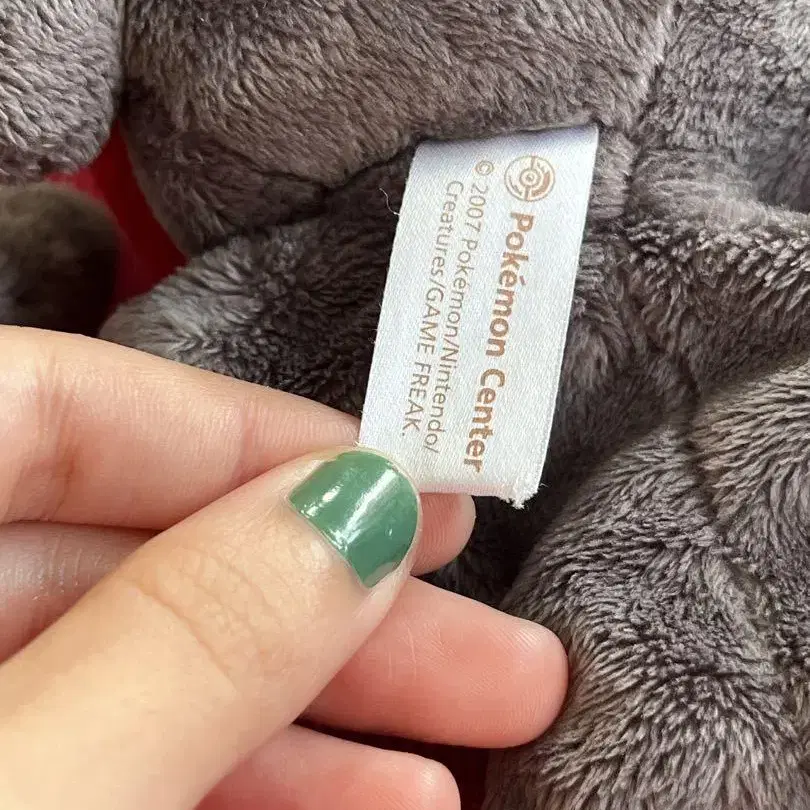 Pokémon Center
© 2007 Pokémon/Nintendo/
Creatures/GAME FREAK.